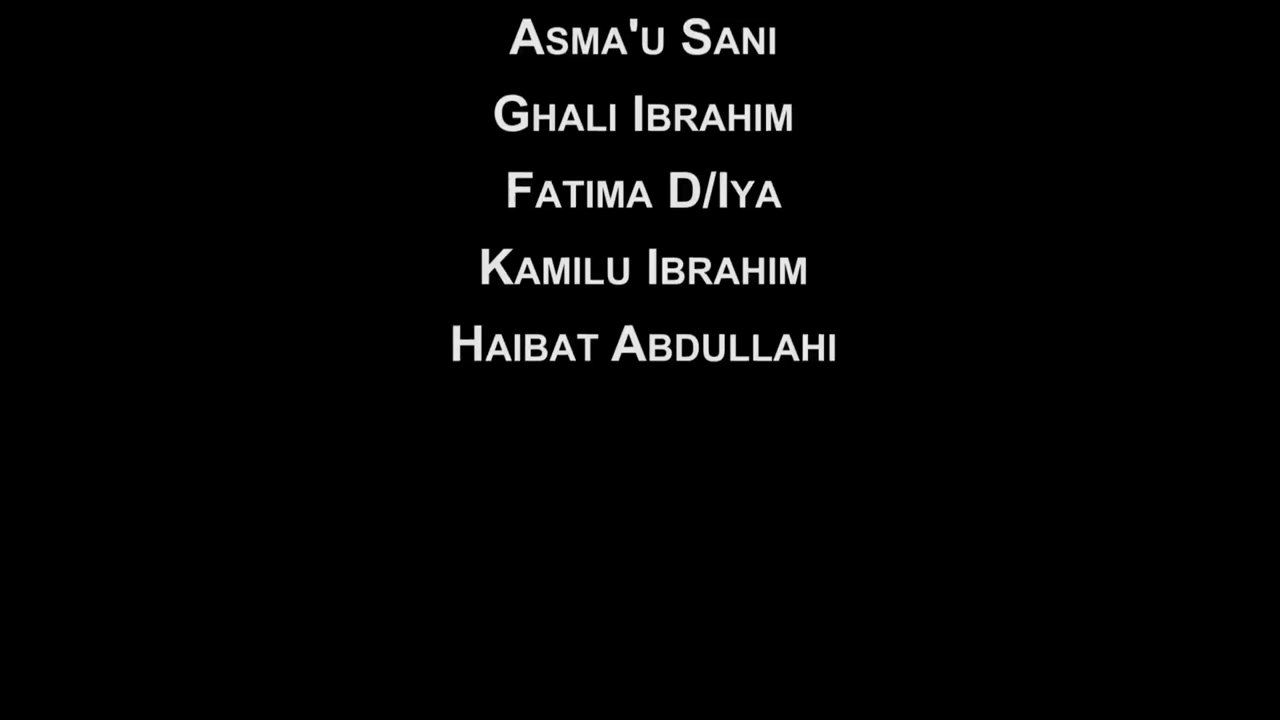 Asma'u Sani
Ghali Ibrahim
Fatima D/Iya
Kamilu Ibrahim
Haibat Abdullahi